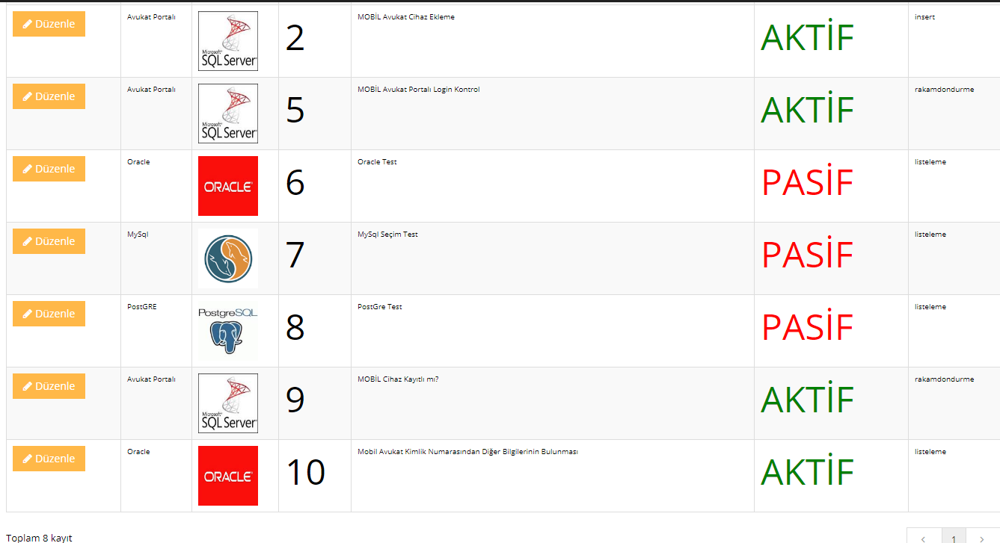 Düzenle
Avukat Portalı
Microsoft®
SQL Server®
2
MOBİL Avukat Cihaz Ekleme
AKTİF
insert
Düzenle
Avukat Portalı
Microsoft®
SQL Server®
5
MOBİL Avukat Portalı Login Kontrol
AKTİF
rakamdondurme
Düzenle
Oracle
ORACLE®
6
Oracle Test
PASİF
listeleme
Düzenle
MySql
7
MySql Seçim Test
PASİF
listeleme
Düzenle
PostGRE
PostgreSQL
8
PostGre Test
PASİF
listeleme
Düzenle
Avukat Portalı
Microsoft®
SQL Server®
9
MOBİL Cihaz Kayıtlı mı?
AKTİF
rakamdondurme
Düzenle
Oracle
ORACLE®
10
Mobil Avukat Kimlik Numarasından Diğer Bilgilerinin Bulunması
AKTİF
listeleme
Toplam 8 kayıt
‹ 1 ›